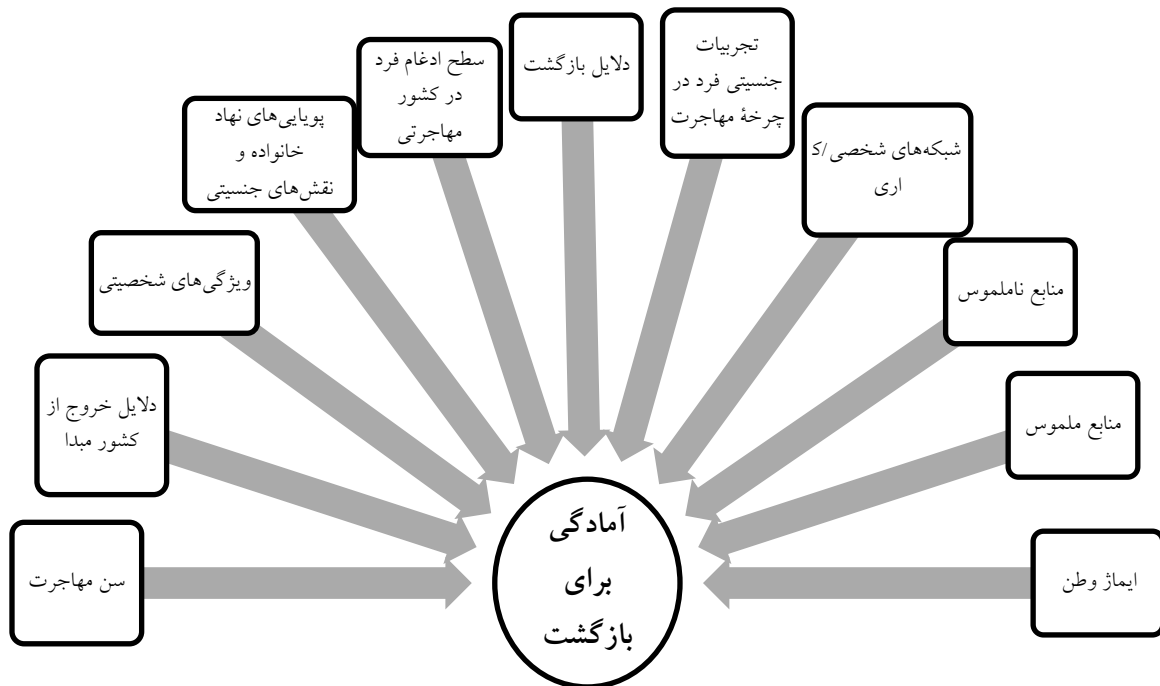 تجربیات
جنسیتی فرد در
چرخهٔ مهاجرت
دلایل بازگشت
سطح ادغام فرد
در کشور
مهاجرتی
پویایی‌های نهاد
خانواده و
نقش‌های جنسیتی
شبکه‌های شخصی/ک
اری
ویژگی‌های شخصیتی
منابع ناملموس
دلایل خروج از
کشور مبدا
منابع ملموس
سن مهاجرت
ایماژ وطن
آمادگی
برای
بازگشت